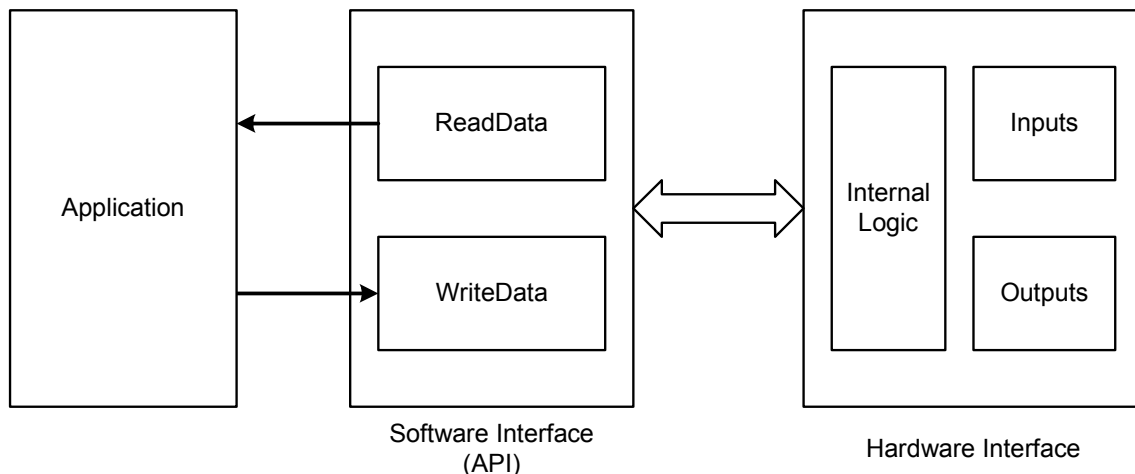 Application
ReadData
WriteData
Software Interface
(API)
Internal
Logic
Inputs
Outputs
Hardware Interface